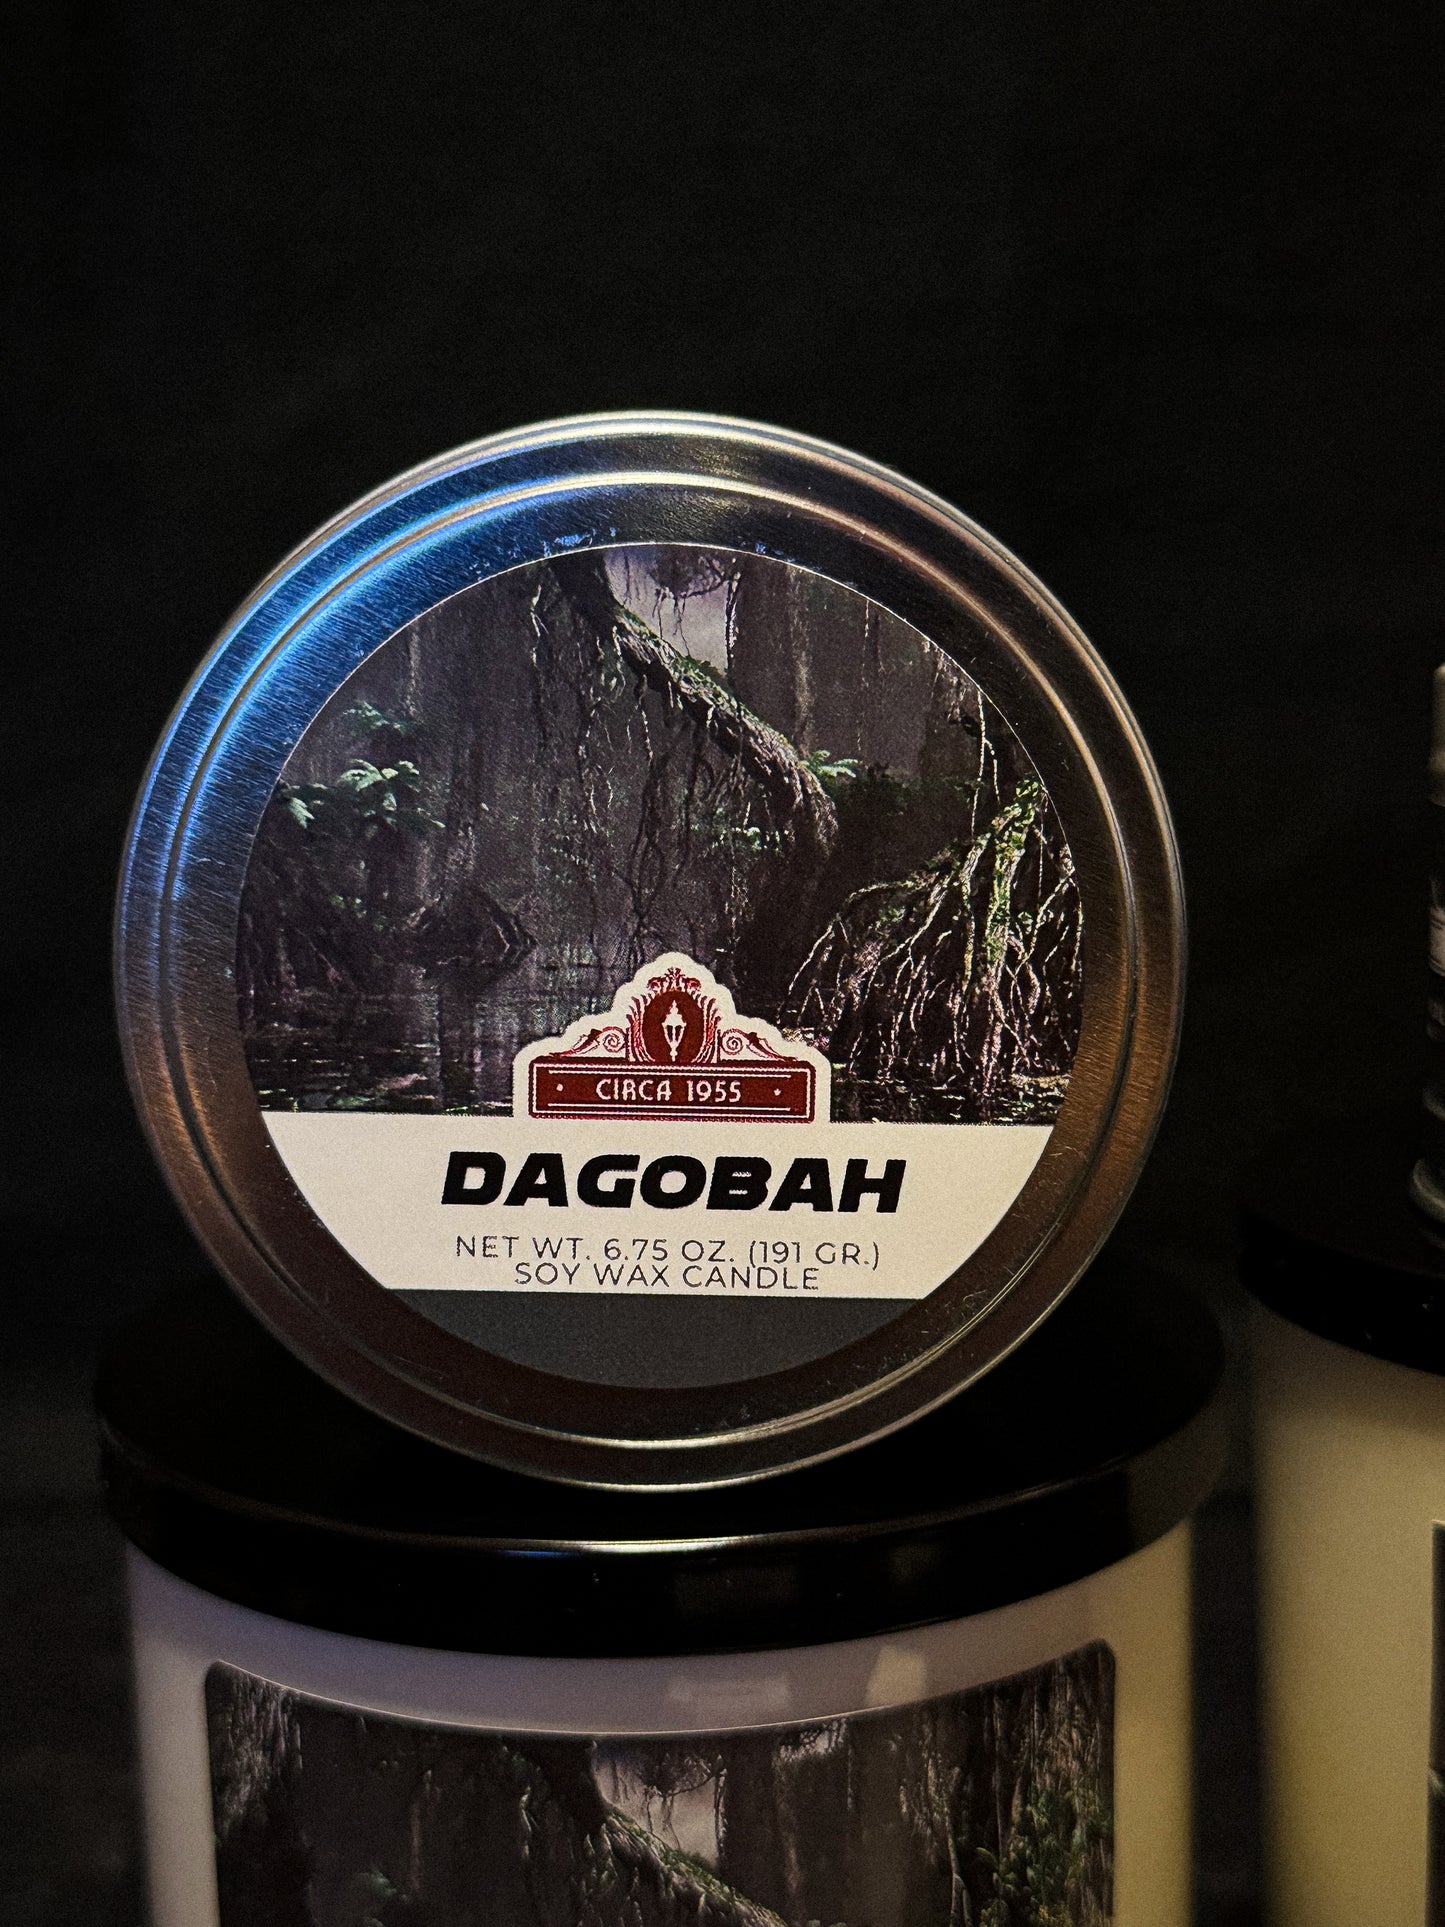 CIRCA 1955
DAGOBAH
NET WT. 6.75 OZ. (191 GR.)
SOY WAX CANDLE